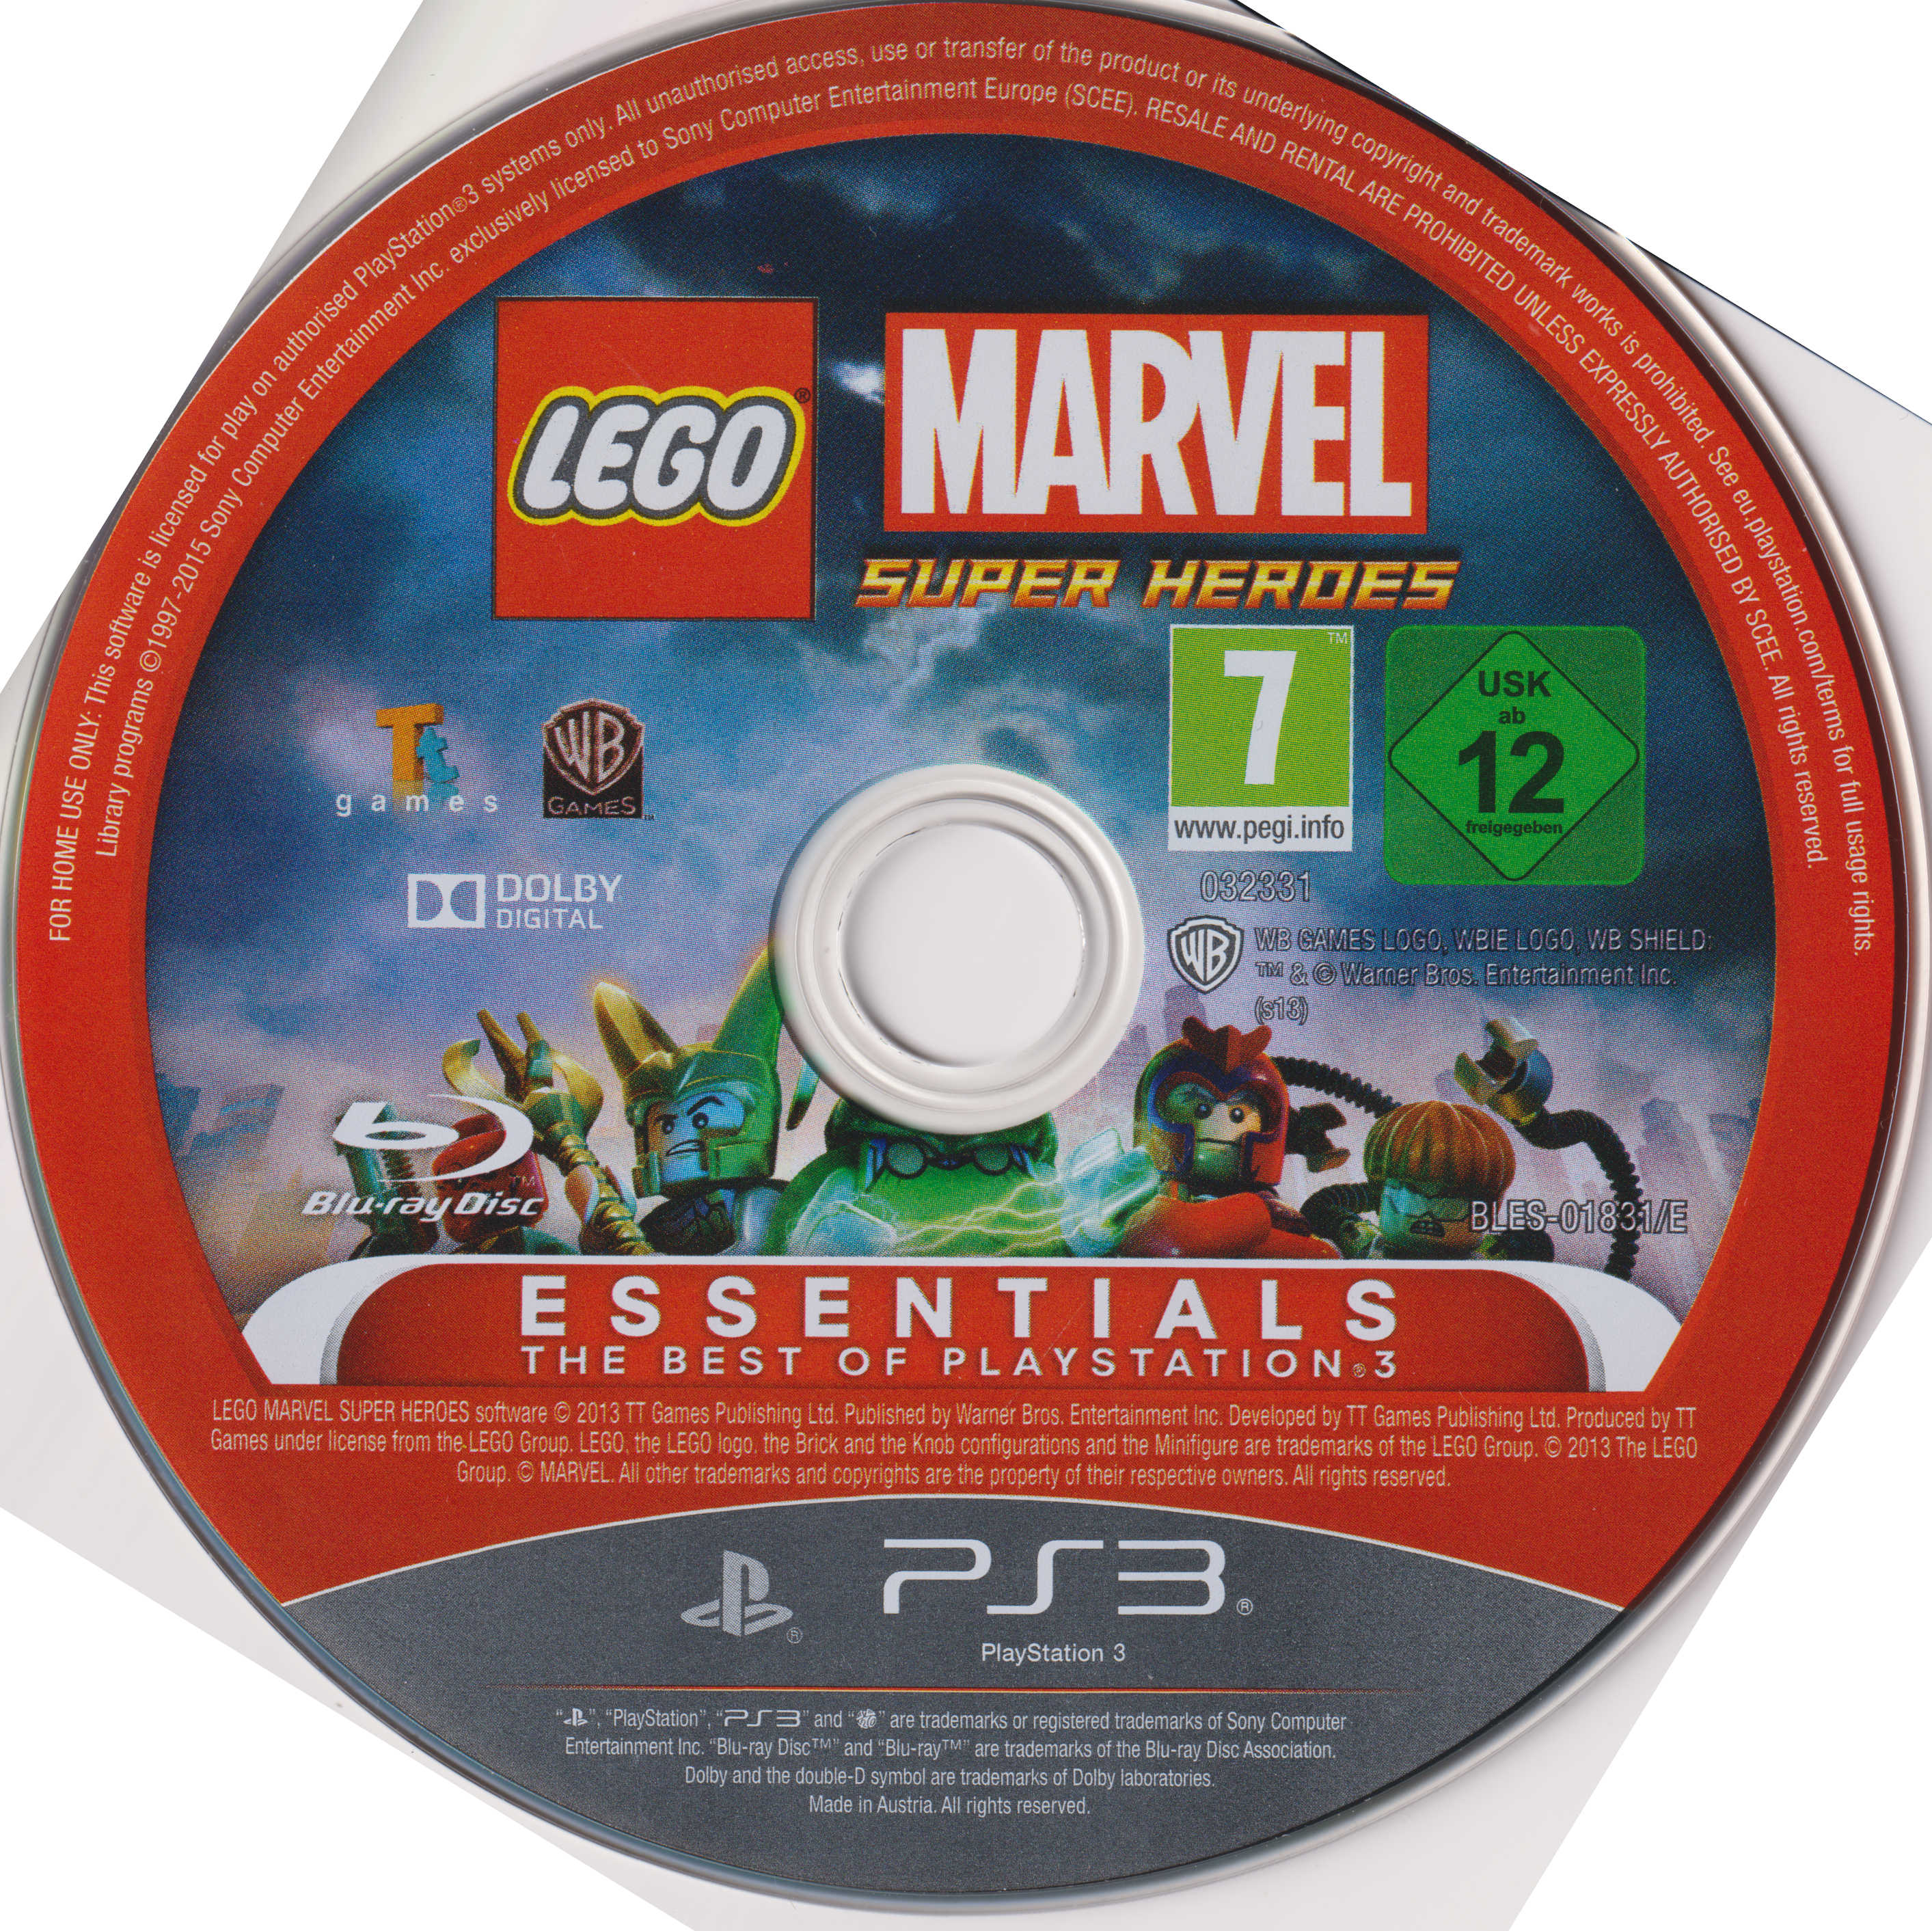 FOR HOME USE ONLY. This software is licensed for play on authorised PlayStation®3 systems only. All unauthorised access, use or transfer of the product or its underlying copyright and trademark works is prohibited. See eu.playstation.com/terms for full usage rights.
Library programs ©1997-2015 Sony Computer Entertainment Inc. exclusively licensed to Sony Computer Entertainment Europe (SCEE). RESALE AND RENTAL ARE PROHIBITED UNLESS EXPRESSLY AUTHORISED BY SCEE. All rights reserved.
LEGO®
MARVEL
SUPER HEROES
Tt
games
WB
GAMES™
7™
www.pegi.info
USK
ab
12
freigegeben
DOLBY
DIGITAL
032331
WB
WB GAMES LOGO, WBIE LOGO, WB SHIELD:
™ & © Warner Bros. Entertainment Inc.
(s13)
Blu-ray Disc™
BLES-01831/E
ESSENTIALS
THE BEST OF PLAYSTATION®3
LEGO MARVEL SUPER HEROES software © 2013 TT Games Publishing Ltd. Published by Warner Bros. Entertainment Inc. Developed by TT Games Publishing Ltd. Produced by TT
Games under license from the LEGO Group. LEGO, the LEGO logo, the Brick and the Knob configurations and the Minifigure are trademarks of the LEGO Group. © 2013 The LEGO
Group. © MARVEL. All other trademarks and copyrights are the property of their respective owners. All rights reserved.
® PS3®
PlayStation 3
“ ”, “PlayStation”, “PS3” and “ ” are trademarks or registered trademarks of Sony Computer
Entertainment Inc. “Blu-ray Disc™” and “Blu-ray™” are trademarks of the Blu-ray Disc Association.
Dolby and the double-D symbol are trademarks of Dolby laboratories.
Made in Austria. All rights reserved.